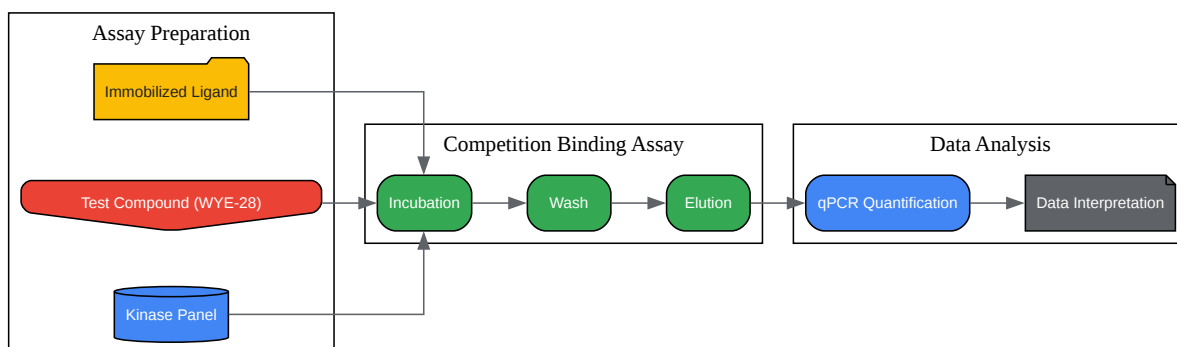 Assay Preparation
Immobilized Ligand
Test Compound (WYE-28)
Kinase Panel
Competition Binding Assay
Incubation
Wash
Elution
Data Analysis
qPCR Quantification
Data Interpretation